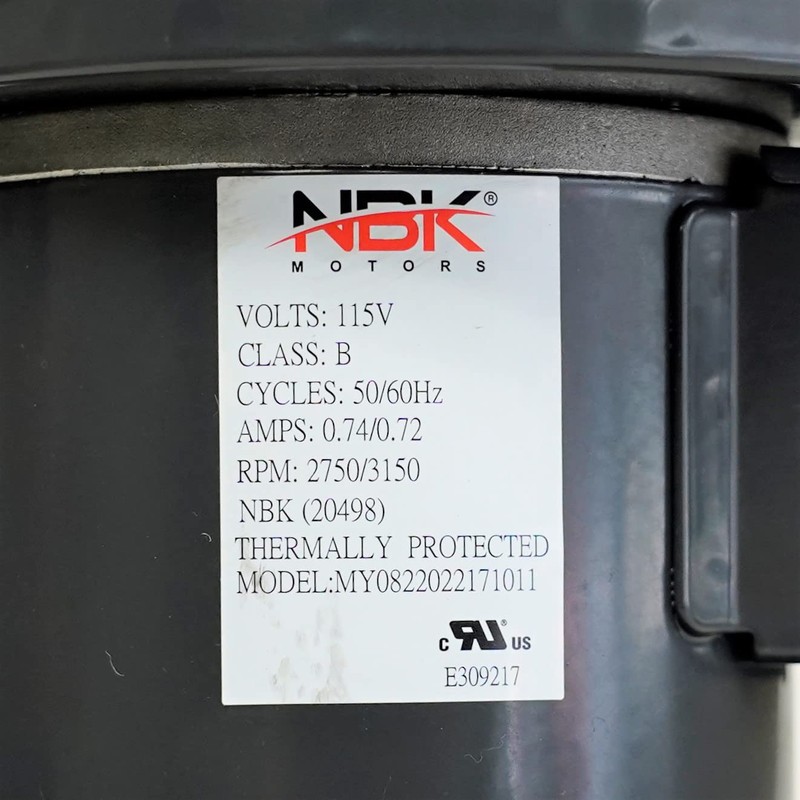 NBK®
MOTORS
VOLTS: 115V
CLASS: B
CYCLES: 50/60Hz
AMPS: 0.74/0.72
RPM: 2750/3150
NBK (20498)
THERMALLY PROTECTED
MODEL:MY0822022171011
C RU® US
E309217